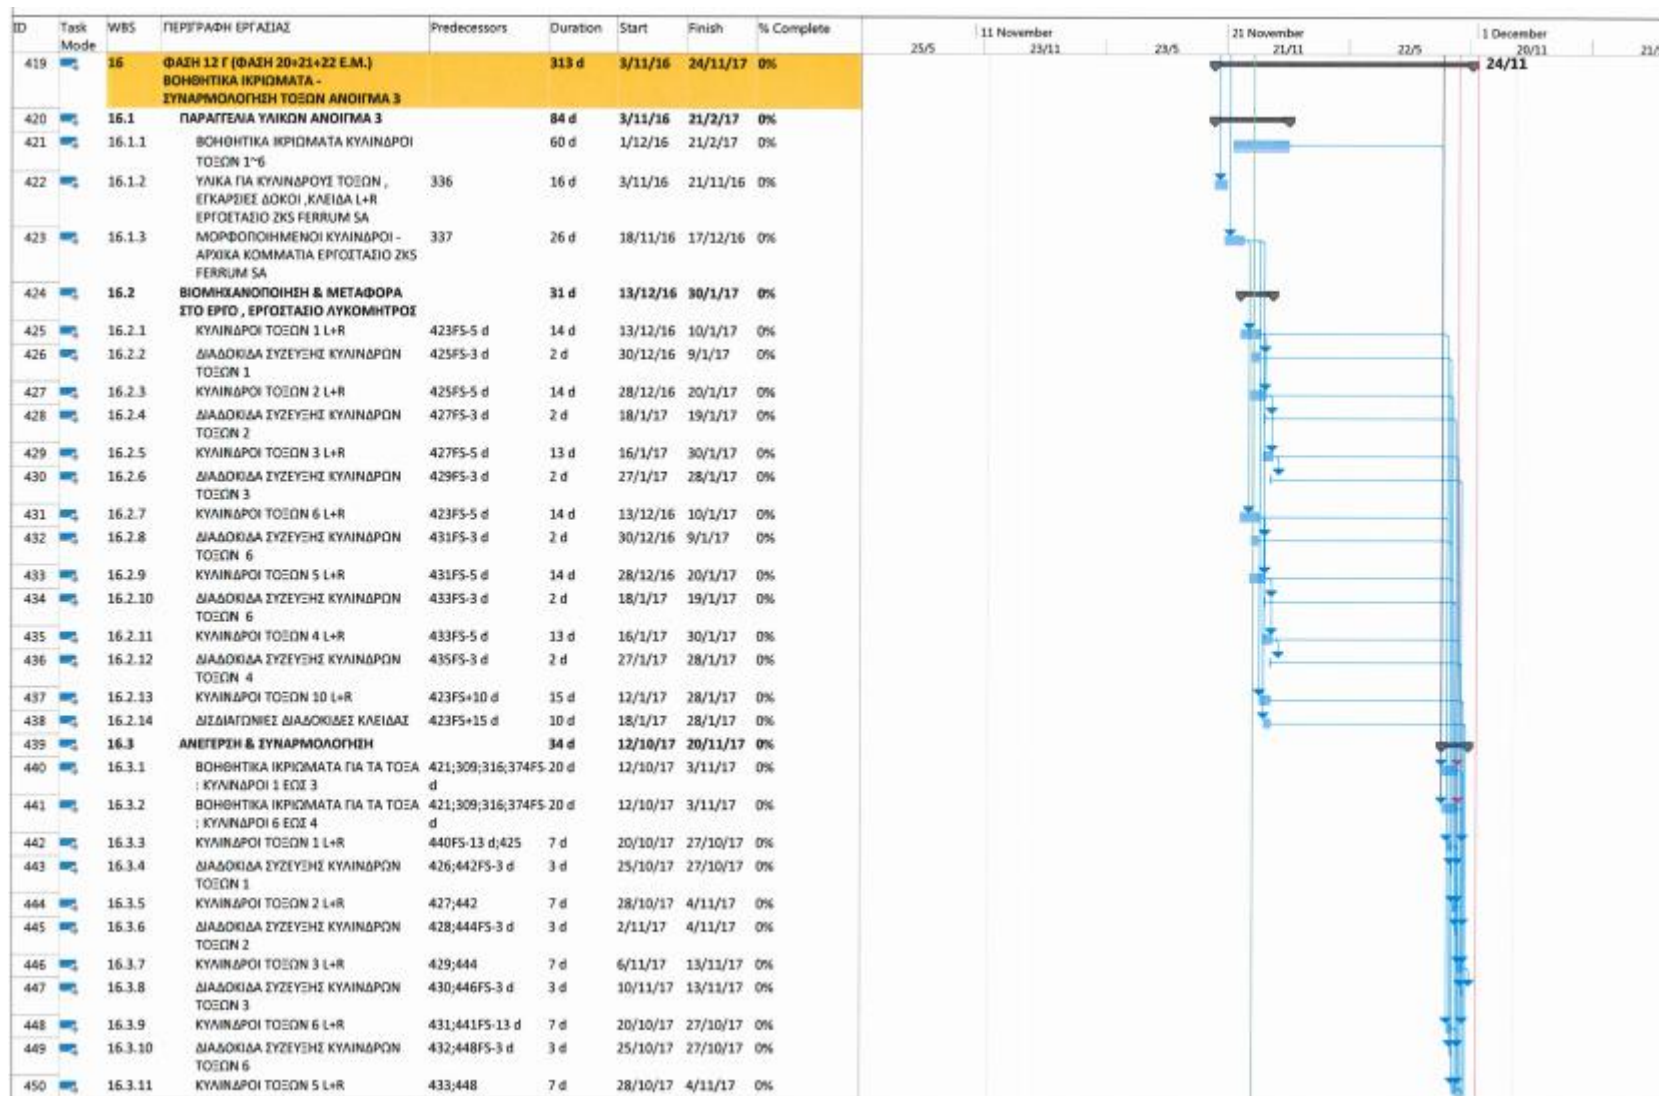 ID Task Mode WBS ΠΕΡΙΓΡΑΦΗ ΕΡΓΑΣΙΑΣ Predecessors Duration Start Finish % Complete
11 November 21 November 1 December
25/5 23/11 23/5 21/11 22/5 20/11 21/5
419 16 ΦΑΣΗ 12 Γ (ΦΑΣΗ 20+21+22 Ε.Μ.) 313 d 3/11/16 24/11/17 0% 24/11
ΒΟΗΘΗΤΙΚΑ ΙΚΡΙΩΜΑΤΑ -
ΣΥΝΑΡΜΟΛΟΓΗΣΗ ΤΟΞΩΝ ΑΝΟΙΓΜΑ 3
420 16.1 ΠΑΡΑΓΓΕΛΙΑ ΥΛΙΚΩΝ ΑΝΟΙΓΜΑ 3 84 d 3/11/16 21/2/17 0%
421 16.1.1 ΒΟΗΘΗΤΙΚΑ ΙΚΡΙΩΜΑΤΑ ΚΥΛΙΝΔΡΟΙ 60 d 1/12/16 21/2/17 0%
ΤΟΞΩΝ 1~6
422 16.1.2 ΥΛΙΚΑ ΓΙΑ ΚΥΛΙΝΔΡΟΥΣ ΤΟΞΩΝ , 336 16 d 3/11/16 21/11/16 0%
ΕΓΚΑΡΣΙΕΣ ΔΟΚΟΙ ,ΚΛΕΙΔΑ L+R
ΕΡΓΟΣΤΑΣΙΟ ZKS FERRUM SA
423 16.1.3 ΜΟΡΦΟΠΟΙΗΜΕΝΟΙ ΚΥΛΙΝΔΡΟΙ - 337 26 d 18/11/16 17/12/16 0%
ΑΡΧΙΚΑ ΚΟΜΜΑΤΙΑ ΕΡΓΟΣΤΑΣΙΟ ZKS
FERRUM SA
424 16.2 ΒΙΟΜΗΧΑΝΟΠΟΙΗΣΗ & ΜΕΤΑΦΟΡΑ 31 d 13/12/16 30/1/17 0%
ΣΤΟ ΕΡΓΟ , ΕΡΓΟΣΤΑΣΙΟ ΛΥΚΟΜΗΤΡΟΣ
425 16.2.1 ΚΥΛΙΝΔΡΟΙ ΤΟΞΩΝ 1 L+R 423FS-5 d 14 d 13/12/16 10/1/17 0%
426 16.2.2 ΔΙΑΔΟΚΙΔΑ ΣΥΖΕΥΞΗΣ ΚΥΛΙΝΔΡΩΝ 425FS-3 d 2 d 30/12/16 9/1/17 0%
ΤΟΞΩΝ 1
427 16.2.3 ΚΥΛΙΝΔΡΟΙ ΤΟΞΩΝ 2 L+R 425FS-5 d 14 d 28/12/16 20/1/17 0%
428 16.2.4 ΔΙΑΔΟΚΙΔΑ ΣΥΖΕΥΞΗΣ ΚΥΛΙΝΔΡΩΝ 427FS-3 d 2 d 18/1/17 19/1/17 0%
ΤΟΞΩΝ 2
429 16.2.5 ΚΥΛΙΝΔΡΟΙ ΤΟΞΩΝ 3 L+R 427FS-5 d 13 d 16/1/17 30/1/17 0%
430 16.2.6 ΔΙΑΔΟΚΙΔΑ ΣΥΖΕΥΞΗΣ ΚΥΛΙΝΔΡΩΝ 429FS-3 d 2 d 27/1/17 28/1/17 0%
ΤΟΞΩΝ 3
431 16.2.7 ΚΥΛΙΝΔΡΟΙ ΤΟΞΩΝ 6 L+R 423FS-5 d 14 d 13/12/16 10/1/17 0%
432 16.2.8 ΔΙΑΔΟΚΙΔΑ ΣΥΖΕΥΞΗΣ ΚΥΛΙΝΔΡΩΝ 431FS-3 d 2 d 30/12/16 9/1/17 0%
ΤΟΞΩΝ 6
433 16.2.9 ΚΥΛΙΝΔΡΟΙ ΤΟΞΩΝ 5 L+R 431FS-5 d 14 d 28/12/16 20/1/17 0%
434 16.2.10 ΔΙΑΔΟΚΙΔΑ ΣΥΖΕΥΞΗΣ ΚΥΛΙΝΔΡΩΝ 433FS-3 d 2 d 18/1/17 19/1/17 0%
ΤΟΞΩΝ 6
435 16.2.11 ΚΥΛΙΝΔΡΟΙ ΤΟΞΩΝ 4 L+R 433FS-5 d 13 d 16/1/17 30/1/17 0%
436 16.2.12 ΔΙΑΔΟΚΙΔΑ ΣΥΖΕΥΞΗΣ ΚΥΛΙΝΔΡΩΝ 435FS-3 d 2 d 27/1/17 28/1/17 0%
ΤΟΞΩΝ 4
437 16.2.13 ΚΥΛΙΝΔΡΟΙ ΤΟΞΩΝ 10 L+R 423FS+10 d 15 d 12/1/17 28/1/17 0%
438 16.2.14 ΔΙΣΔΙΑΓΩΝΙΕΣ ΔΙΑΔΟΚΙΔΕΣ ΚΛΕΙΔΑΣ 423FS+15 d 10 d 18/1/17 28/1/17 0%
439 16.3 ΑΝΕΓΕΡΣΗ & ΣΥΝΑΡΜΟΛΟΓΗΣΗ 34 d 12/10/17 20/11/17 0%
440 16.3.1 ΒΟΗΘΗΤΙΚΑ ΙΚΡΙΩΜΑΤΑ ΓΙΑ ΤΑ ΤΟΞΑ 421;309;316;374FS- 20 d 12/10/17 3/11/17 0%
: ΚΥΛΙΝΔΡΟΙ 1 ΕΩΣ 3 d
441 16.3.2 ΒΟΗΘΗΤΙΚΑ ΙΚΡΙΩΜΑΤΑ ΓΙΑ ΤΑ ΤΟΞΑ 421;309;316;374FS- 20 d 12/10/17 3/11/17 0%
: ΚΥΛΙΝΔΡΟΙ 6 ΕΩΣ 4 d
442 16.3.3 ΚΥΛΙΝΔΡΟΙ ΤΟΞΩΝ 1 L+R 440FS-13 d;425 7 d 20/10/17 27/10/17 0%
443 16.3.4 ΔΙΑΔΟΚΙΔΑ ΣΥΖΕΥΞΗΣ ΚΥΛΙΝΔΡΩΝ 426;442FS-3 d 3 d 25/10/17 27/10/17 0%
ΤΟΞΩΝ 1
444 16.3.5 ΚΥΛΙΝΔΡΟΙ ΤΟΞΩΝ 2 L+R 427;442 7 d 28/10/17 4/11/17 0%
445 16.3.6 ΔΙΑΔΟΚΙΔΑ ΣΥΖΕΥΞΗΣ ΚΥΛΙΝΔΡΩΝ 428;444FS-3 d 3 d 2/11/17 4/11/17 0%
ΤΟΞΩΝ 2
446 16.3.7 ΚΥΛΙΝΔΡΟΙ ΤΟΞΩΝ 3 L+R 429;444 7 d 6/11/17 13/11/17 0%
447 16.3.8 ΔΙΑΔΟΚΙΔΑ ΣΥΖΕΥΞΗΣ ΚΥΛΙΝΔΡΩΝ 430;446FS-3 d 3 d 10/11/17 13/11/17 0%
ΤΟΞΩΝ 3
448 16.3.9 ΚΥΛΙΝΔΡΟΙ ΤΟΞΩΝ 6 L+R 431;441FS-13 d 7 d 20/10/17 27/10/17 0%
449 16.3.10 ΔΙΑΔΟΚΙΔΑ ΣΥΖΕΥΞΗΣ ΚΥΛΙΝΔΡΩΝ 432;448FS-3 d 3 d 25/10/17 27/10/17 0%
ΤΟΞΩΝ 6
450 16.3.11 ΚΥΛΙΝΔΡΟΙ ΤΟΞΩΝ 5 L+R 433;448 7 d 28/10/17 4/11/17 0%